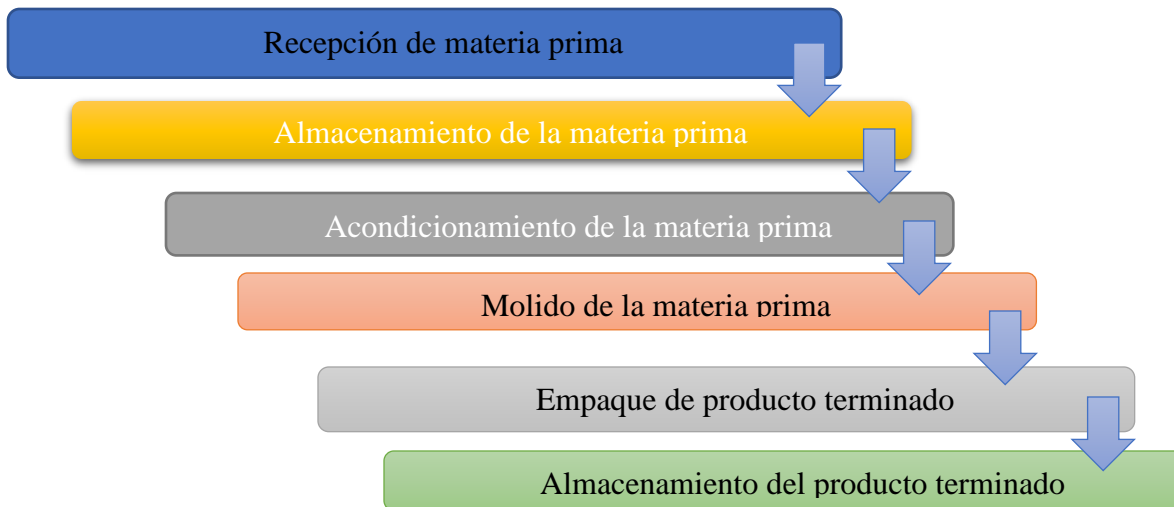 Recepción de materia prima
Almacenamiento de la materia prima
Acondicionamiento de la materia prima
Molido de la materia prima
Empaque de producto terminado
Almacenamiento del producto terminado